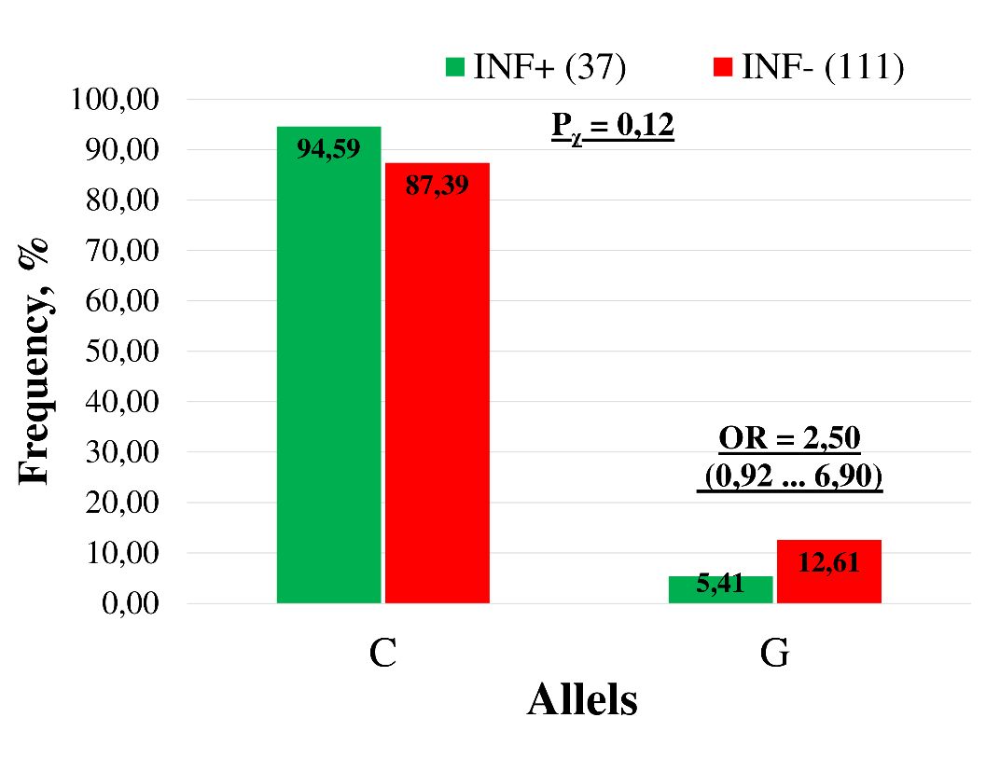 INF+ (37) INF- (111)
100,00
90,00
80,00
70,00
60,00
50,00
40,00
30,00
20,00
10,00
0,00
Frequency, %
Pχ = 0,12
94,59
87,39
OR = 2,50
(0,92 ... 6,90)
5,41
12,61
C G
Allels